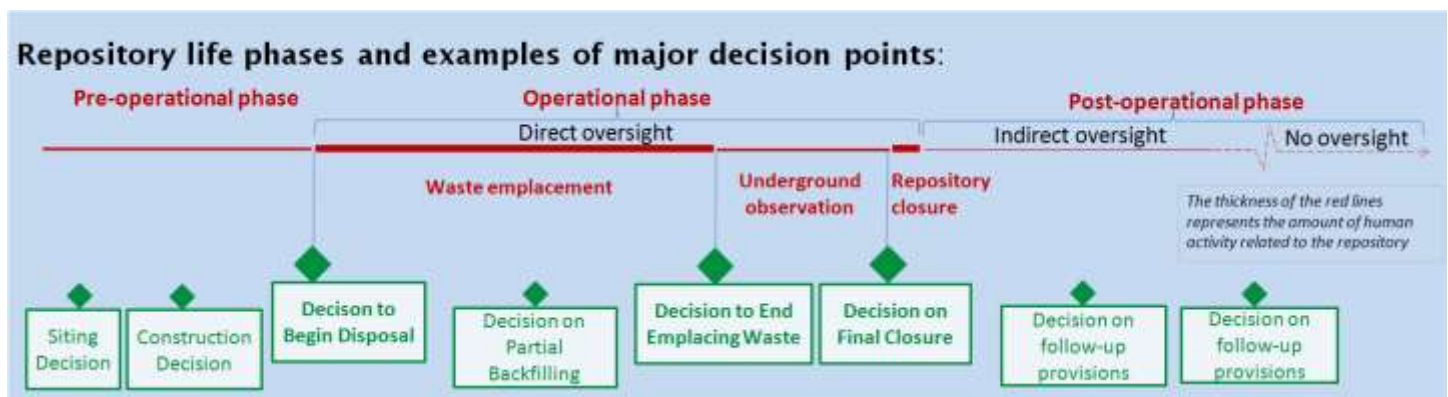 Repository life phases and examples of major decision points:
Pre-operational phase
Operational phase
Post-operational phase
Direct oversight
Indirect oversight
No oversight
Waste emplacement
Underground
observation
Repository
closure
The thickness of the red lines
represents the amount of human
activity related to the repository
Siting
Decision
Construction
Decision
Decison to
Begin Disposal
Decision on
Partial
Backfilling
Decision to End
Emplacing Waste
Decision on
Final Closure
Decision on
follow-up
provisions
Decision on
follow-up
provisions